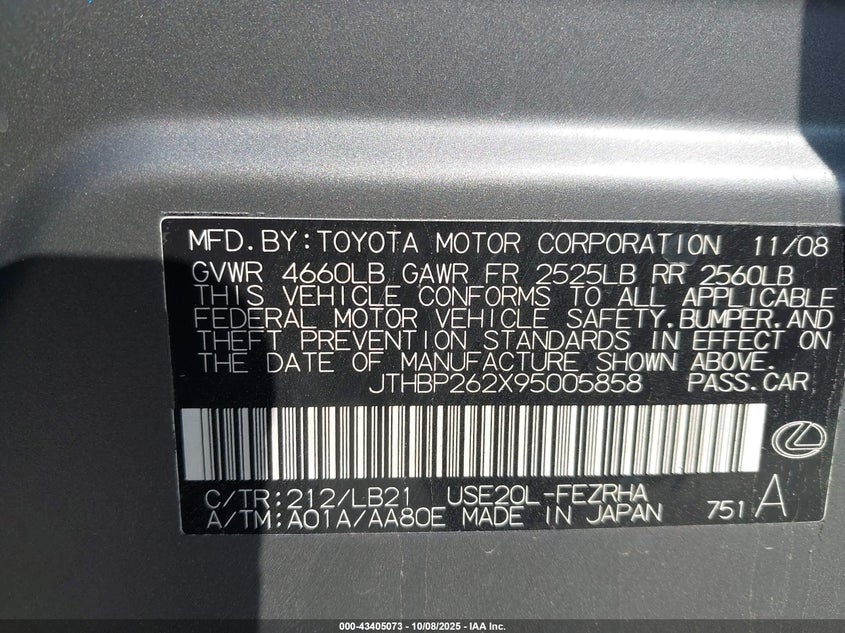 MFD.BY:TOYOTA MOTOR CORPORATION 11/08
GVWR 4660LB GAWR FR 2525LB RR 2560LB
THIS VEHICLE CONFORMS TO ALL APPLICABLE
FEDERAL MOTOR VEHICLE SAFETY,BUMPER,AND
THEFT PREVENTION STANDARDS IN EFFECT ON
THE DATE OF MANUFACTURE SHOWN ABOVE.
JTHBP262X95005858 PASS.CAR
C/TR:212/LB21 USE20L-FEZRHA
A/TM:A01A/AA80E MADE IN JAPAN 751 A
000-43405073 | 10/08/2025 - IAA Inc.